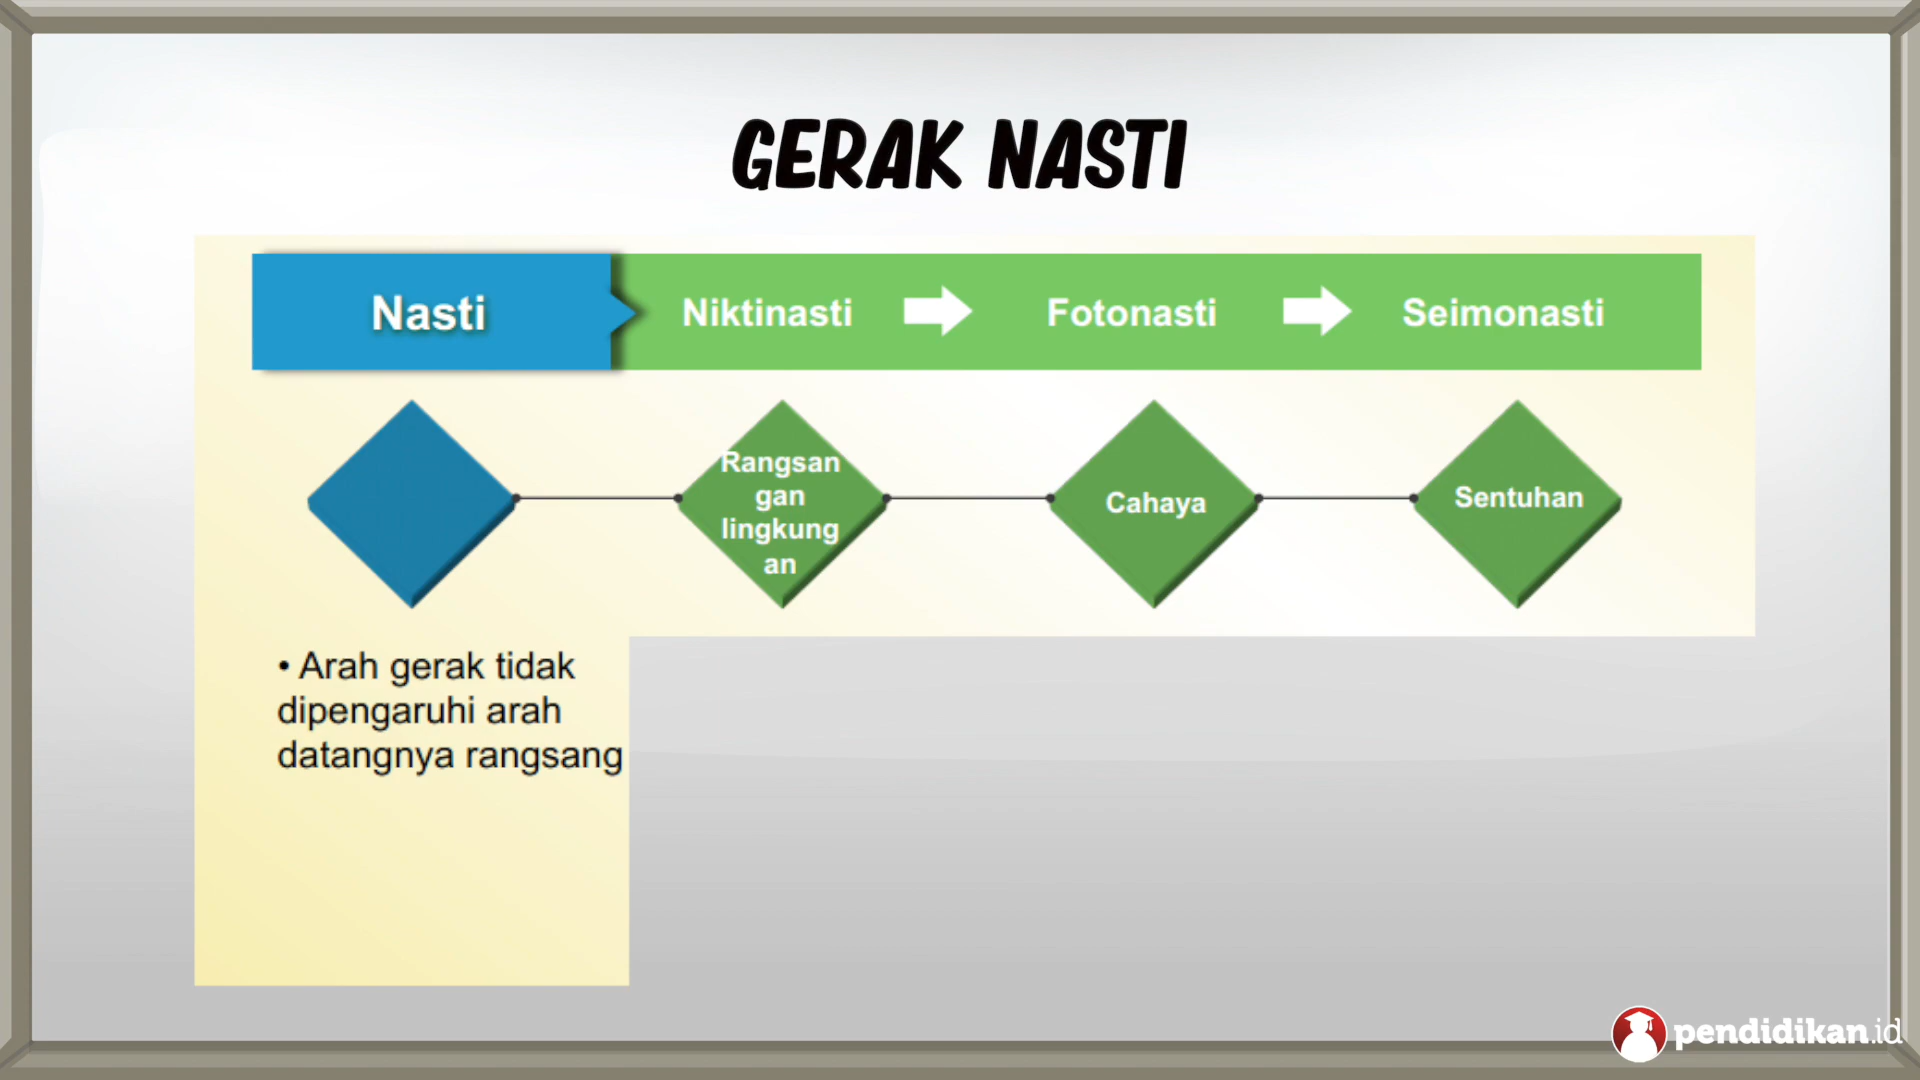 GERAK NASTI
Nasti
Niktinasti
Fotonasti
Seimonasti
Rangsan
gan
lingkung
an
Cahaya
Sentuhan
• Arah gerak tidak
dipengaruhi arah
datangnya rangsang
pendidikan.id